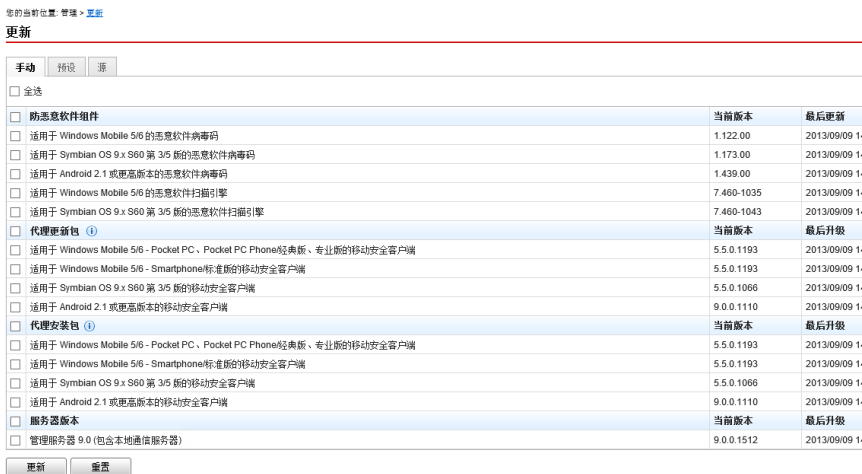 您的当前位置: 管理 > 更新
更新
手动 预设 源
全选
防恶意软件组件 当前版本 最后更新
适用于 Windows Mobile 5/6 的恶意软件病毒码 1.122.00 2013/09/09 14
适用于 Symbian OS 9.x S60 第 3/5 版的恶意软件病毒码 1.173.00 2013/09/09 14
适用于 Android 2.1 或更高版本的恶意软件病毒码 1.439.00 2013/09/09 14
适用于 Windows Mobile 5/6 的恶意软件扫描引擎 7.460-1035 2013/09/09 14
适用于 Symbian OS 9.x S60 第 3/5 版的恶意软件扫描引擎 7.460-1043 2013/09/09 14
代理更新包 当前版本 最后升级
适用于 Windows Mobile 5/6 - Pocket PC、Pocket PC Phone/经典版、专业版的移动安全客户端 5.5.0.1193 2013/09/09 14
适用于 Windows Mobile 5/6 - Smartphone/标准版的移动安全客户端 5.5.0.1193 2013/09/09 14
适用于 Symbian OS 9.x S60 第 3/5 版的移动安全客户端 5.5.0.1066 2013/09/09 14
适用于 Android 2.1 或更高版本的移动安全客户端 9.0.0.1110 2013/09/09 14
代理安装包 当前版本 最后升级
适用于 Windows Mobile 5/6 - Pocket PC、Pocket PC Phone/经典版、专业版的移动安全客户端 5.5.0.1193 2013/09/09 14
适用于 Windows Mobile 5/6 - Smartphone/标准版的移动安全客户端 5.5.0.1193 2013/09/09 14
适用于 Symbian OS 9.x S60 第 3/5 版的移动安全客户端 5.5.0.1066 2013/09/09 14
适用于 Android 2.1 或更高版本的移动安全客户端 9.0.0.1110 2013/09/09 14
服务器版本 当前版本 最后升级
管理服务器 9.0 (包含本地通信服务器) 9.0.0.1512 2013/09/09 14
更新 重置